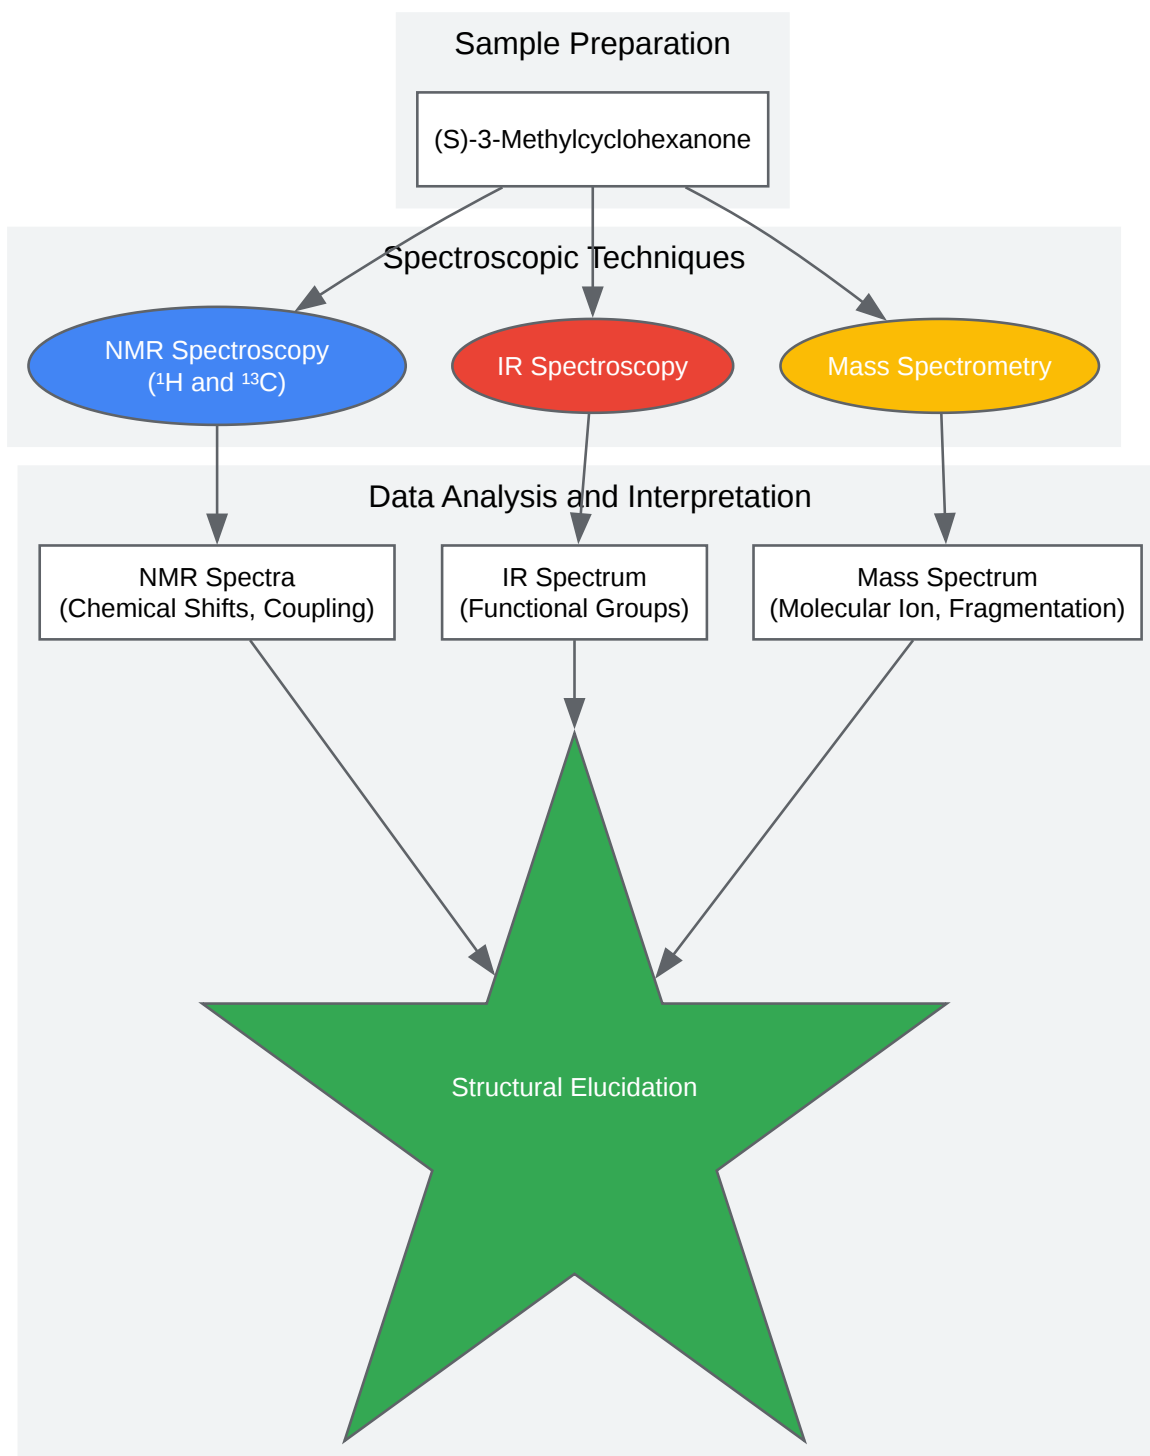 Sample Preparation
(S)-3-Methylcyclohexanone
Spectroscopic Techniques
NMR Spectroscopy
(¹H and ¹³C)
IR Spectroscopy
Mass Spectrometry
Data Analysis and Interpretation
NMR Spectra
(Chemical Shifts, Coupling)
IR Spectrum
(Functional Groups)
Mass Spectrum
(Molecular Ion, Fragmentation)
Structural Elucidation